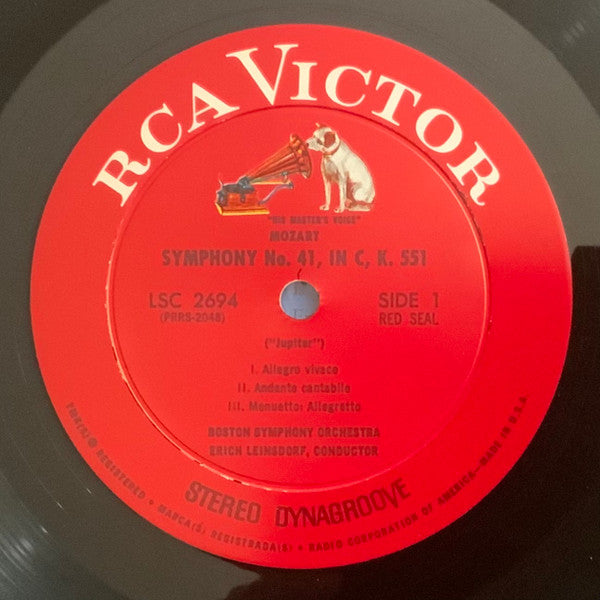 RCA VICTOR
"HIS MASTER'S VOICE"
MOZART
SYMPHONY No. 41, IN C, K. 551
LSC 2694
(PRRS-2048)
SIDE 1
RED SEAL
("Jupiter")
I. Allegro vivace
II. Andante cantabile
III. Menuetto: Allegretto
BOSTON SYMPHONY ORCHESTRA
ERICH LEINSDORF, CONDUCTOR
STEREO DYNAGROOVE
TMK(S) ® REGISTERED • MARCA(S) REGISTRADA(S) • RADIO CORPORATION OF AMERICA—MADE IN U.S.A.